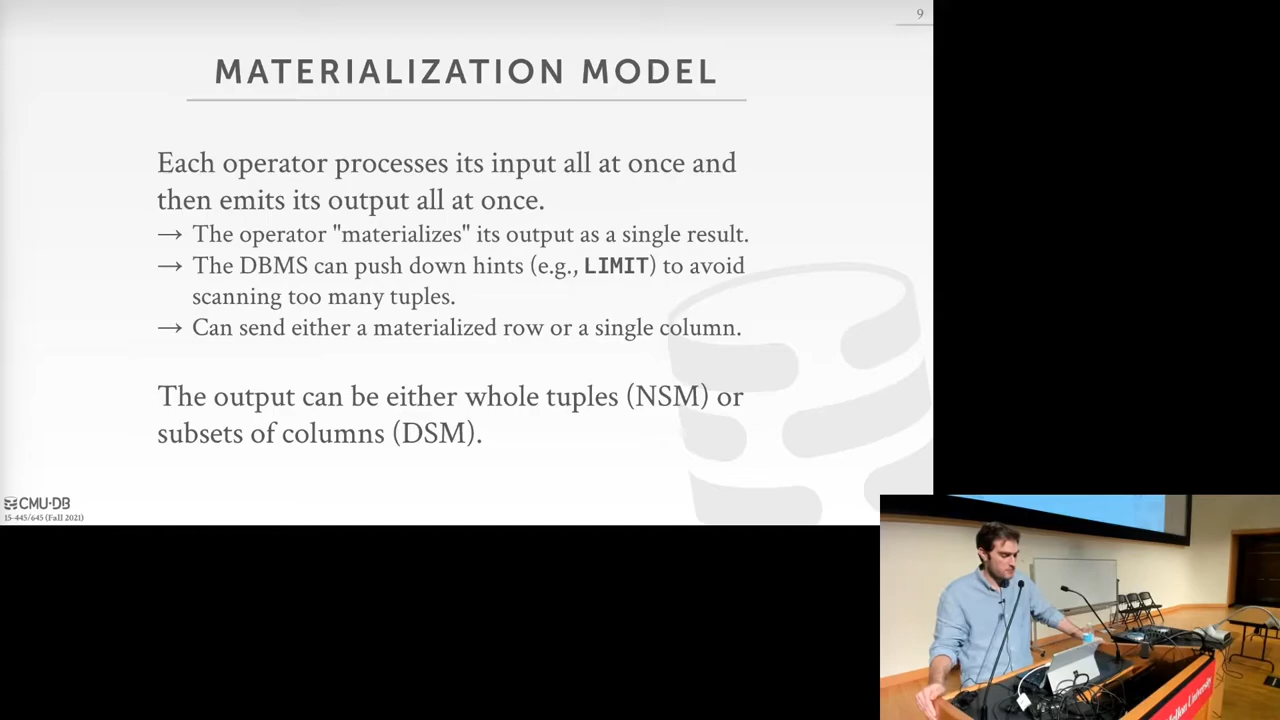 9
MATERIALIZATION MODEL
Each operator processes its input all at once and
then emits its output all at once.
→ The operator "materializes" its output as a single result.
→ The DBMS can push down hints (e.g., LIMIT) to avoid
scanning too many tuples.
→ Can send either a materialized row or a single column.
The output can be either whole tuples (NSM) or
subsets of columns (DSM).
CMU·DB
15-445/645 (Fall 2021)
Mellon University